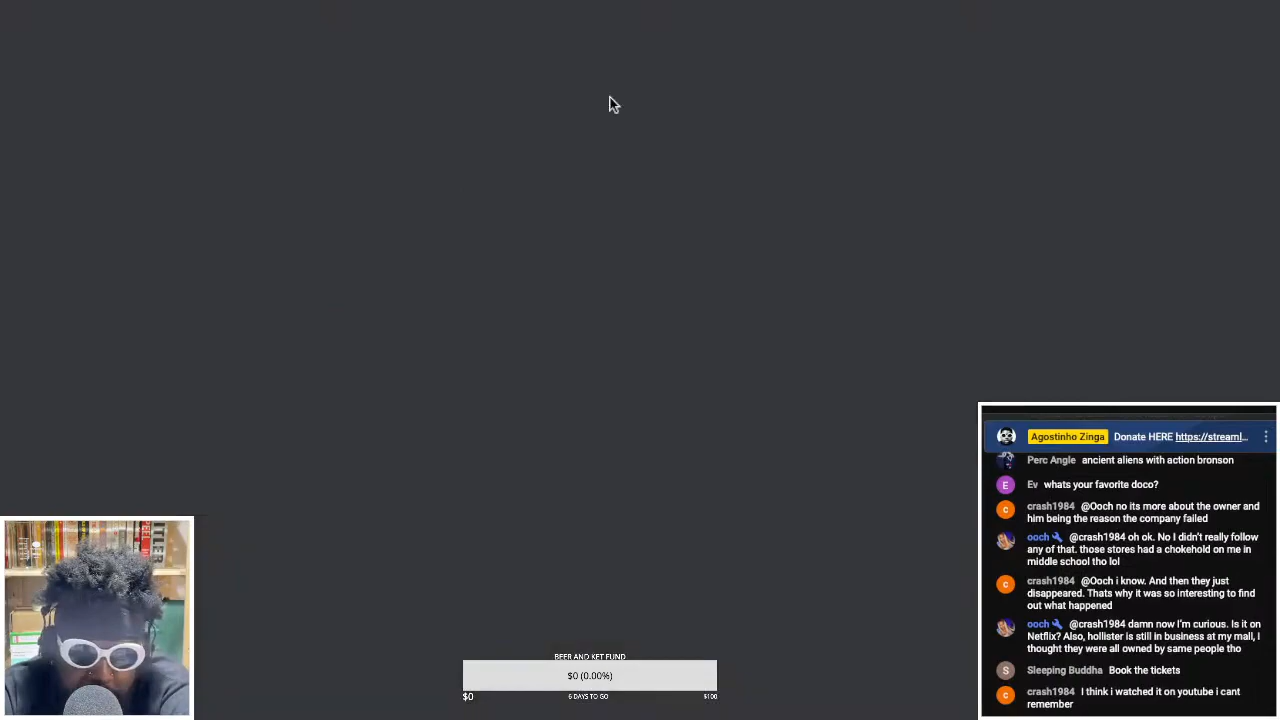 Agostinho Zinga Donate HERE https://streaml...
Perc Angle ancient aliens with action bronson
Ev whats your favorite doco?
crash1984 @Ooch no its more about the owner and
him being the reason the company failed
ooch @crash1984 oh ok. No I didn't really follow
any of that. those stores had a chokehold on me in
middle school tho lol
crash1984 @Ooch i know. And then they just
disappeared. Thats why it was so interesting to find
out what happened
ooch @crash1984 damn now I'm curious. Is it on
Netflix? Also, hollister is still in business at my mall, I
thought they were all owned by same people tho
Sleeping Buddha Book the tickets
crash1984 I think i watched it on youtube i cant
remember
BEER AND KET FUND
$0 (0.00%)
$0 6 DAYS TO GO $100